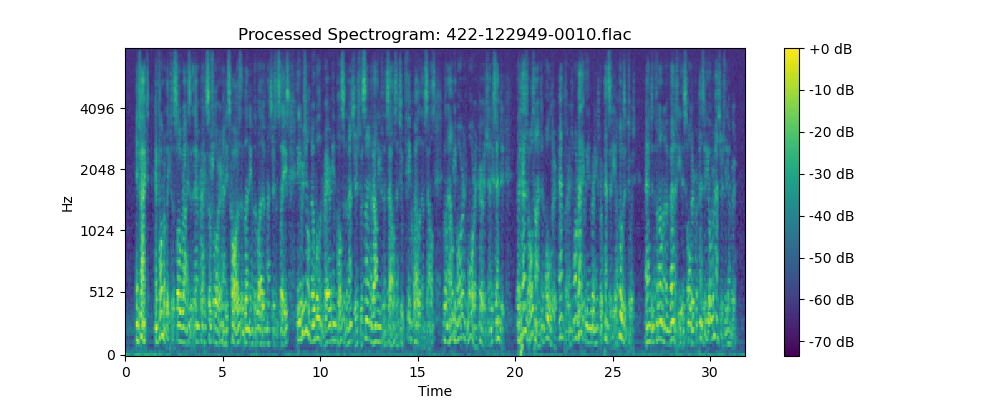 Processed Spectrogram: 422-122949-0010.flac
Hz
4096
2048
1024
512
0
0 5 10 15 20 25 30
Time
+0 dB
-10 dB
-20 dB
-30 dB
-40 dB
-50 dB
-60 dB
-70 dB